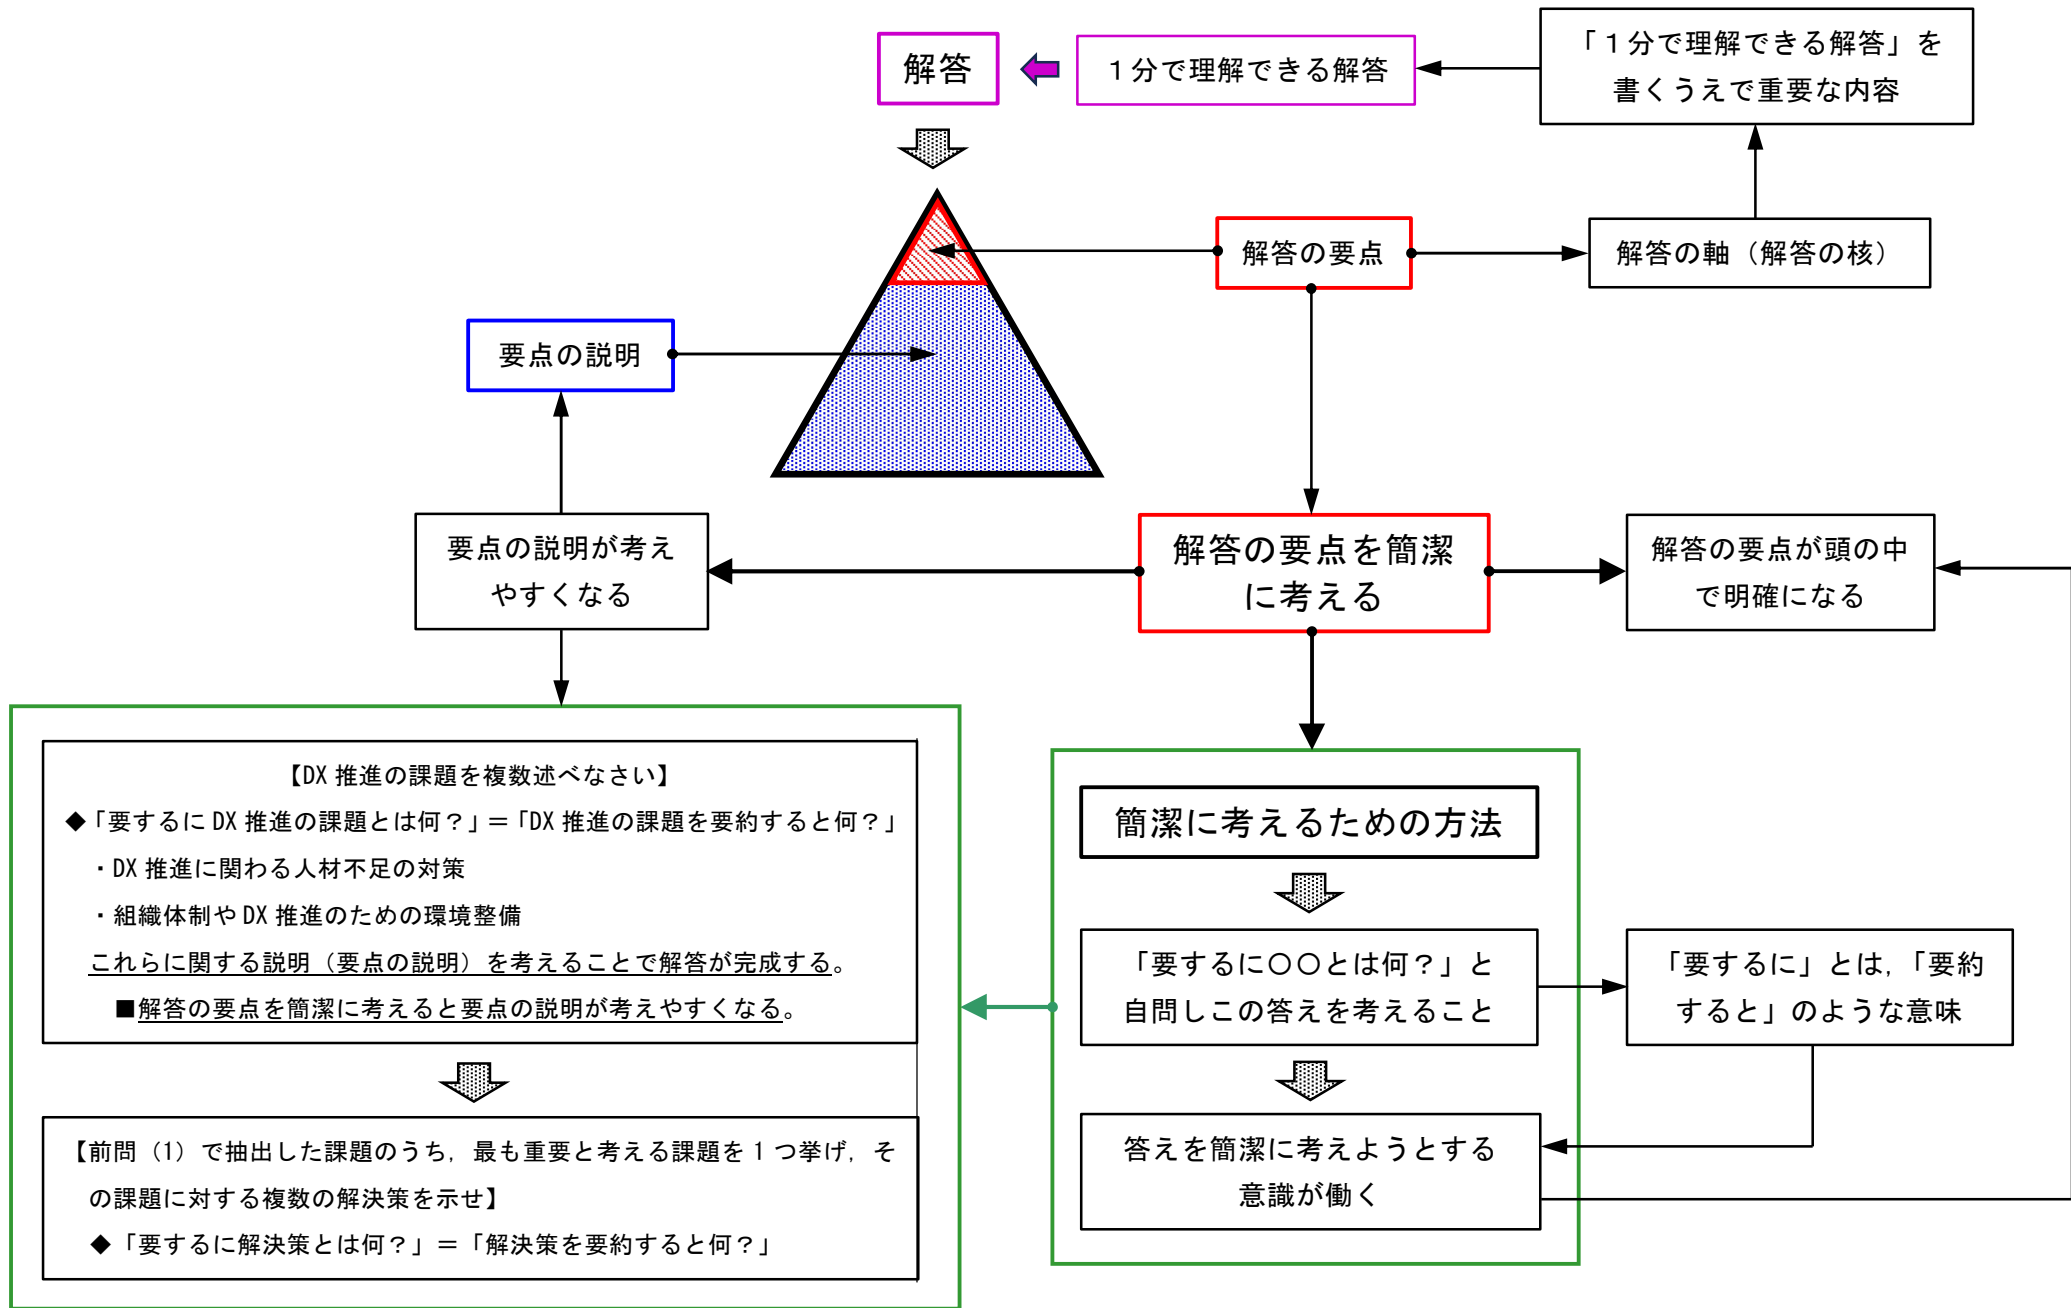 解答
１分で理解できる解答
「１分で理解できる解答」を
書くうえで重要な内容
解答の要点
解答の軸（解答の核）
要点の説明
要点の説明が考え
やすくなる
解答の要点を簡潔
に考える
解答の要点が頭の中
で明確になる
【DX 推進の課題を複数述べなさい】
◆「要するに DX 推進の課題とは何？」＝「DX 推進の課題を要約すると何？」
・DX 推進に関わる人材不足の対策
・組織体制や DX 推進のための環境整備
これらに関する説明（要点の説明）を考えることで解答が完成する。
■解答の要点を簡潔に考えると要点の説明が考えやすくなる。
【前問（1）で抽出した課題のうち，最も重要と考える課題を 1 つ挙げ，そ
の課題に対する複数の解決策を示せ】
◆「要するに解決策とは何？」＝「解決策を要約すると何？」
簡潔に考えるための方法
「要するに〇〇とは何？」と
自問しこの答えを考えること
「要するに」とは，「要約
すると」のような意味
答えを簡潔に考えようとする
意識が働く